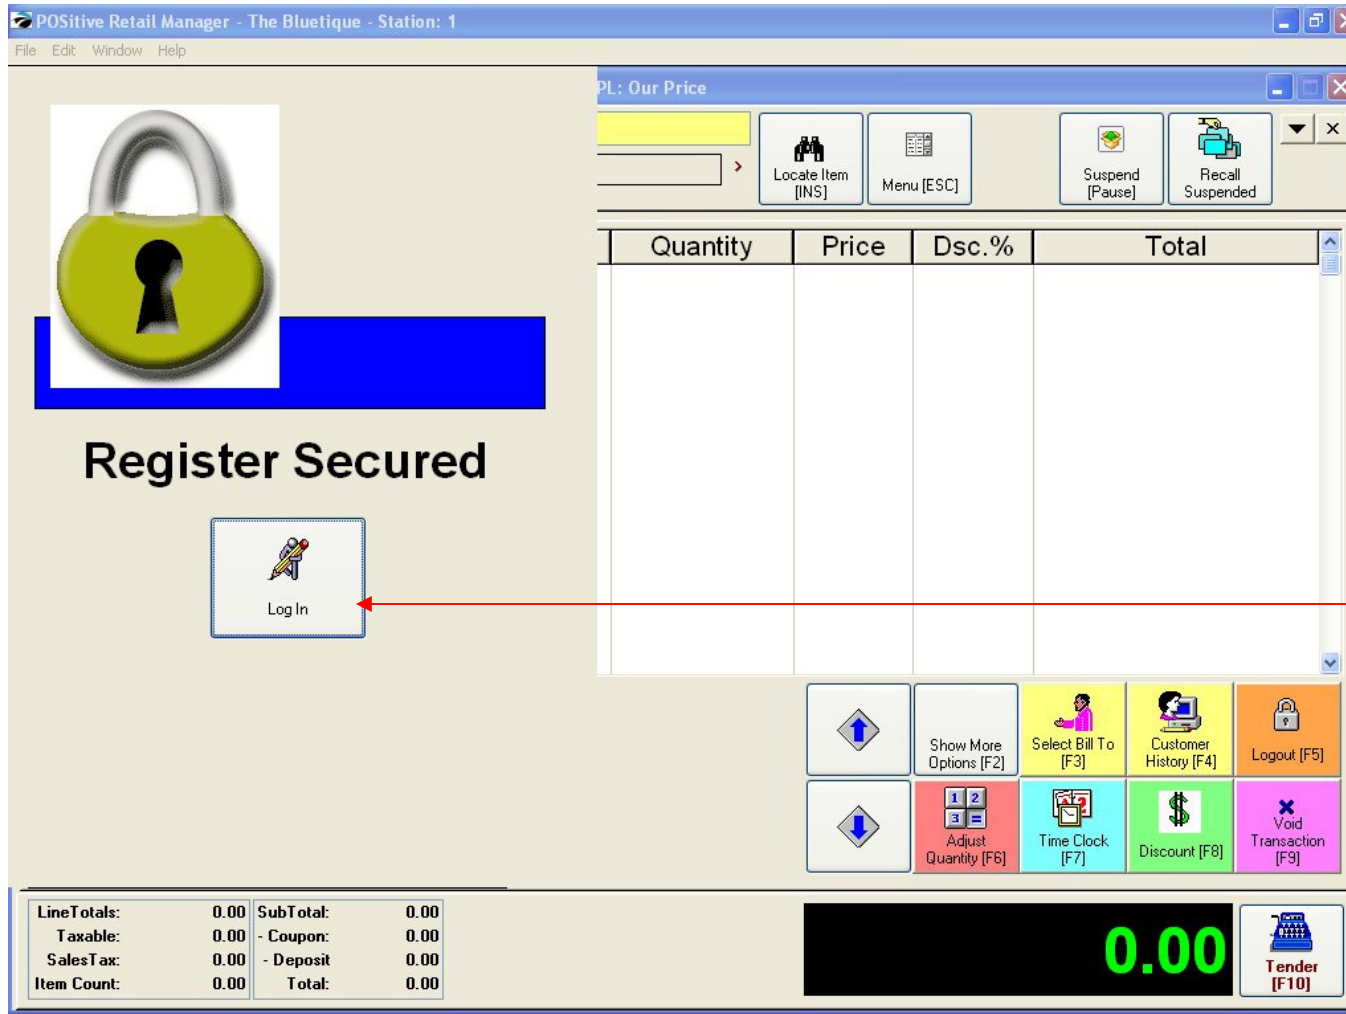 POSitive Retail Manager - The Bluetique - Station: 1
File Edit Window Help
PL: Our Price
Locate Item
[INS]
Menu [ESC]
Suspend
[Pause]
Recall
Suspended
Quantity Price Dsc.% Total
Register Secured
Log In
Show More
Options [F2]
Select Bill To
[F3]
Customer
History [F4]
Logout [F5]
1 2
3 =
Adjust
Quantity [F6]
Time Clock
[F7]
Discount [F8]
Void
Transaction
[F9]
LineTotals: 0.00 SubTotal: 0.00
Taxable: 0.00 - Coupon: 0.00
SalesTax: 0.00 - Deposit 0.00
Item Count: 0.00 Total: 0.00
0.00
Tender
[F10]